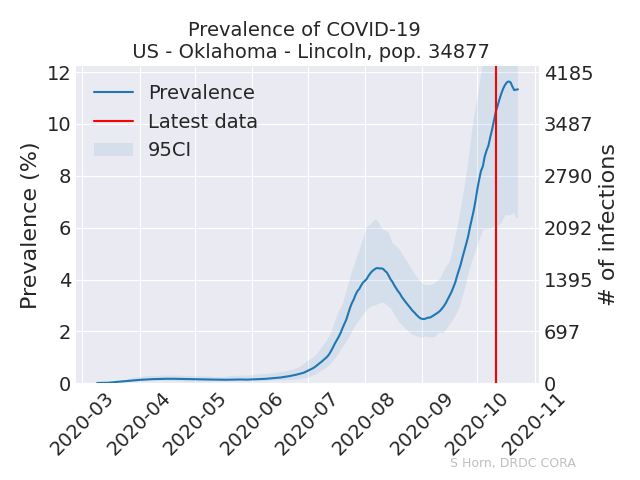 Prevalence of COVID-19
US - Oklahoma - Lincoln, pop. 34877
Prevalence
Latest data
95CI
Prevalence (%)
12
10
8
6
4
2
0
4185
3487
2790
2092
1395
697
0
# of infections
2020-03
2020-04
2020-05
2020-06
2020-07
2020-08
2020-09
2020-10
2020-11
S Horn, DRDC CORA